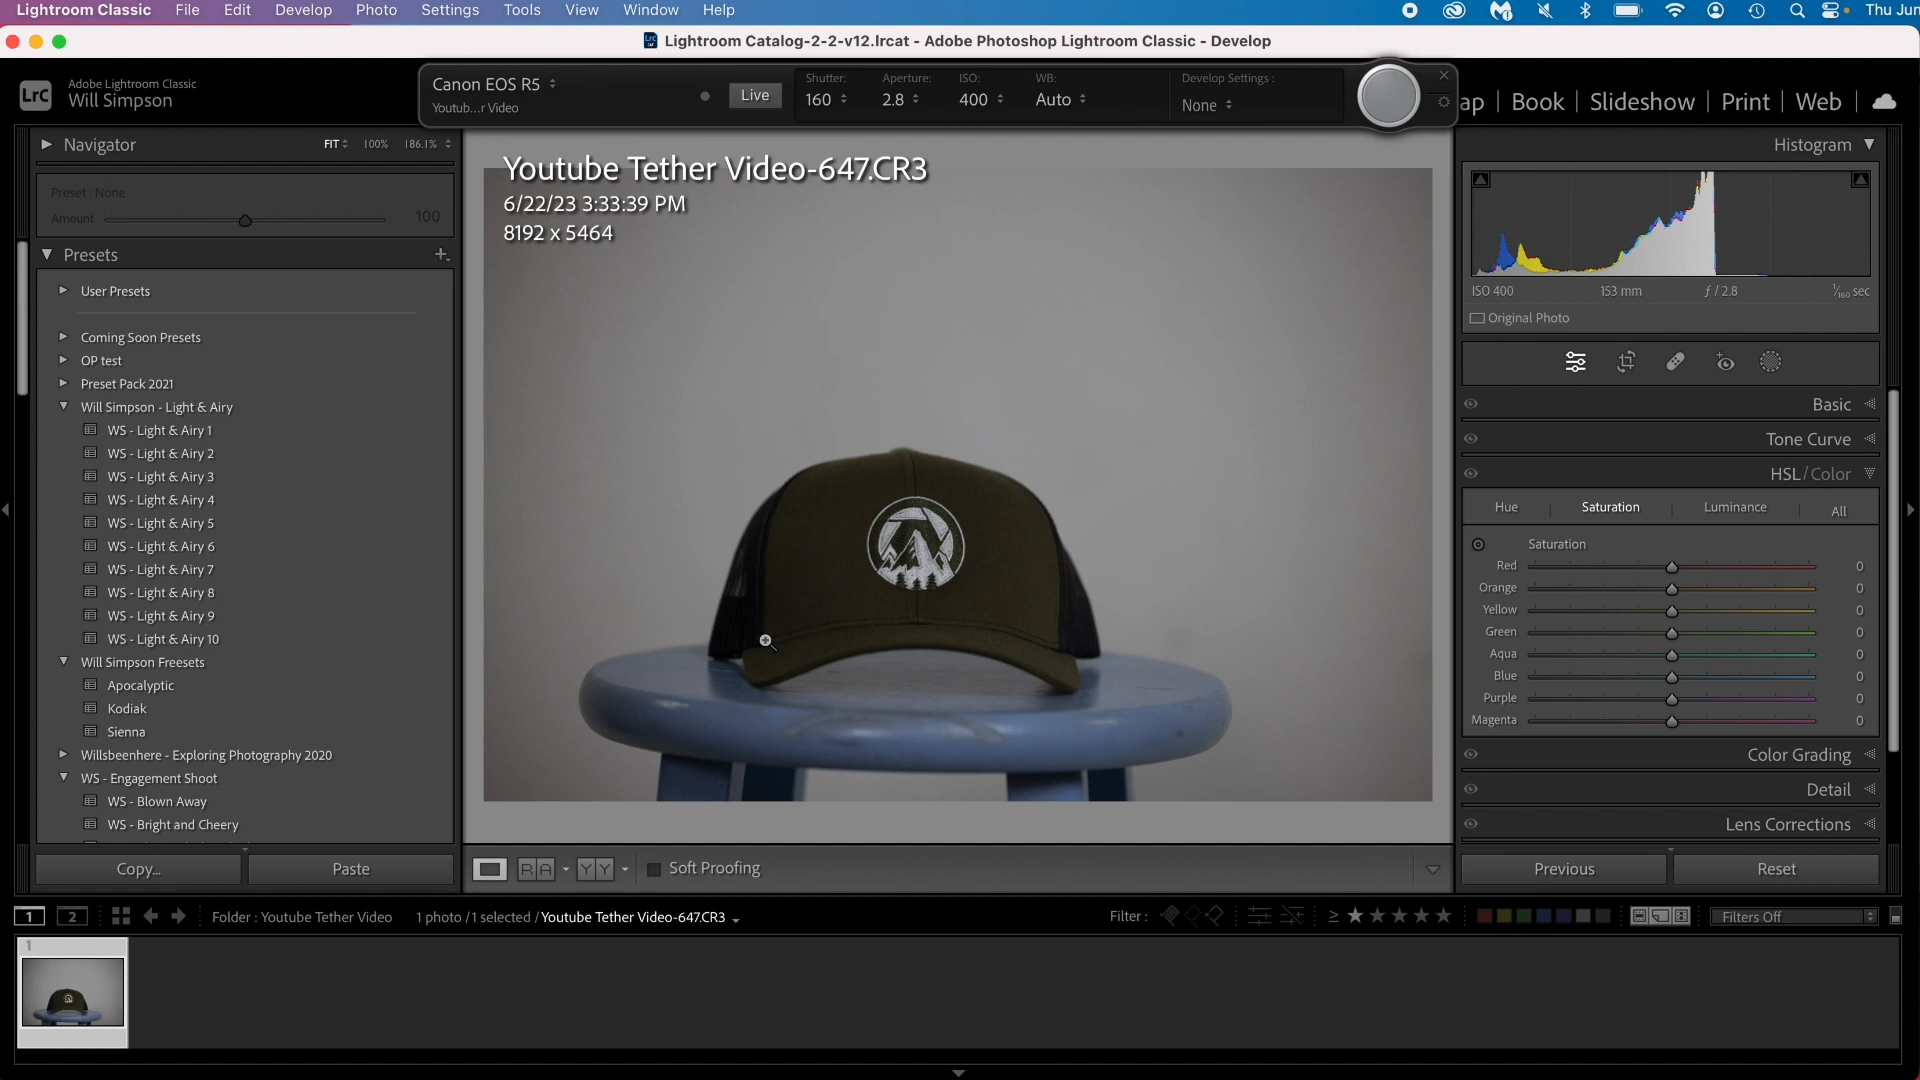 Lightroom Classic File Edit Develop Photo Settings Tools View Window Help Thu Jun
Lightroom Catalog-2-2-v12.lrcat - Adobe Photoshop Lightroom Classic - Develop
LrC Adobe Lightroom Classic
Will Simpson
Canon EOS R5
Youtub...r Video
Live
Shutter: Aperture: ISO: WB: Develop Settings :
160 2.8 400 Auto None
ap | Book | Slideshow | Print | Web
Navigator FIT 100% 186.1%
Preset : None
Amount 100
Presets
User Presets
Coming Soon Presets
OP test
Preset Pack 2021
Will Simpson - Light & Airy
WS - Light & Airy 1
WS - Light & Airy 2
WS - Light & Airy 3
WS - Light & Airy 4
WS - Light & Airy 5
WS - Light & Airy 6
WS - Light & Airy 7
WS - Light & Airy 8
WS - Light & Airy 9
WS - Light & Airy 10
Will Simpson Freesets
Apocalyptic
Kodiak
Sienna
Willsbeenhere - Exploring Photography 2020
WS - Engagement Shoot
WS - Blown Away
WS - Bright and Cheery
Copy... Paste
Youtube Tether Video-647.CR3
6/22/23 3:33:39 PM
8192 x 5464
R A Y Y Soft Proofing
Histogram
ISO 400 153 mm ƒ / 2.8 1/160 sec
Original Photo
Basic
Tone Curve
HSL / Color
Hue Saturation Luminance All
Saturation
Red 0
Orange 0
Yellow 0
Green 0
Aqua 0
Blue 0
Purple 0
Magenta 0
Color Grading
Detail
Lens Corrections
Previous Reset
1 2 Folder : Youtube Tether Video 1 photo / 1 selected / Youtube Tether Video-647.CR3 Filter : ≥ Filters Off
1